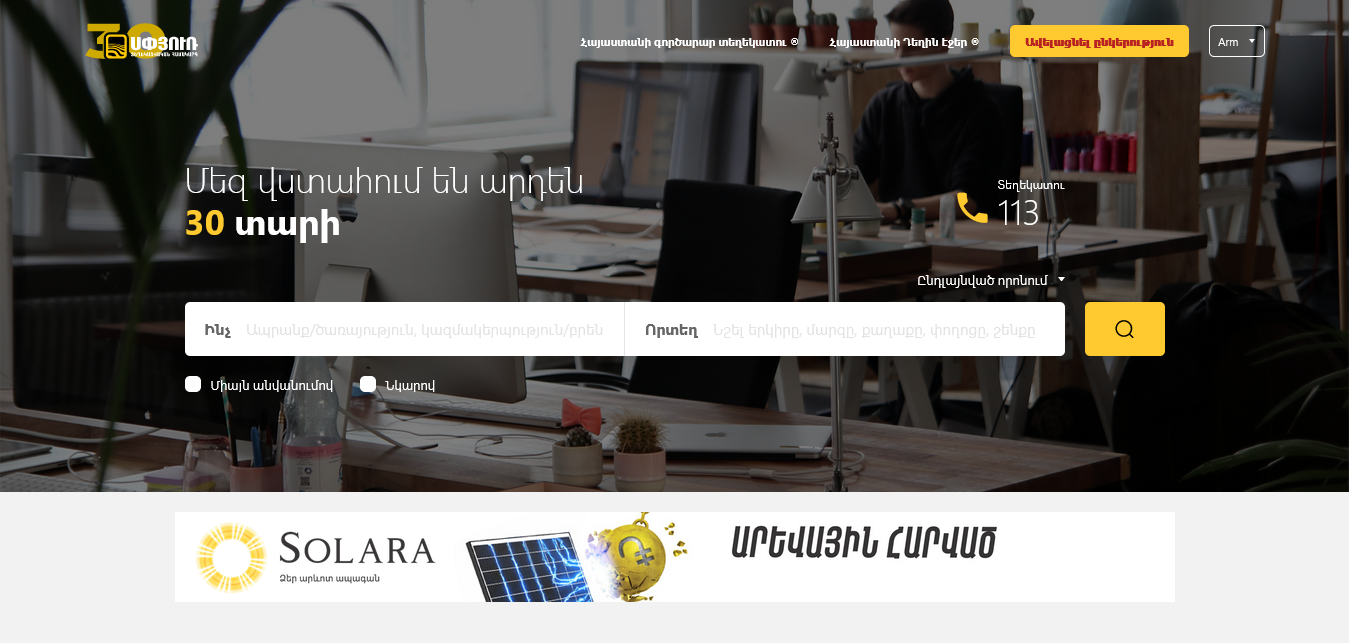 30 ՍՓՅՈՒՌ
Հայաստանի գործարար տեղեկատու ®
Հայաստանի Դեղին էջեր ®
Ավելացնել ընկերություն
Arm
Մեզ վստահում են արդեն
30 տարի
Տեղեկատու
113
Ընդլայնված որոնում
Ինչ Ապրանք/ծառայություն, կազմակերպություն/բրեն
Որտեղ Նշել երկիրը, մարզը, քաղաքը, փողոցը, շենքը
Միայն անվանումով
Նկարով
SOLARA
Ձեր արևոտ ապագան
ԱՐԵՎԱՅԻՆ ՀԱՐՎԱԾ